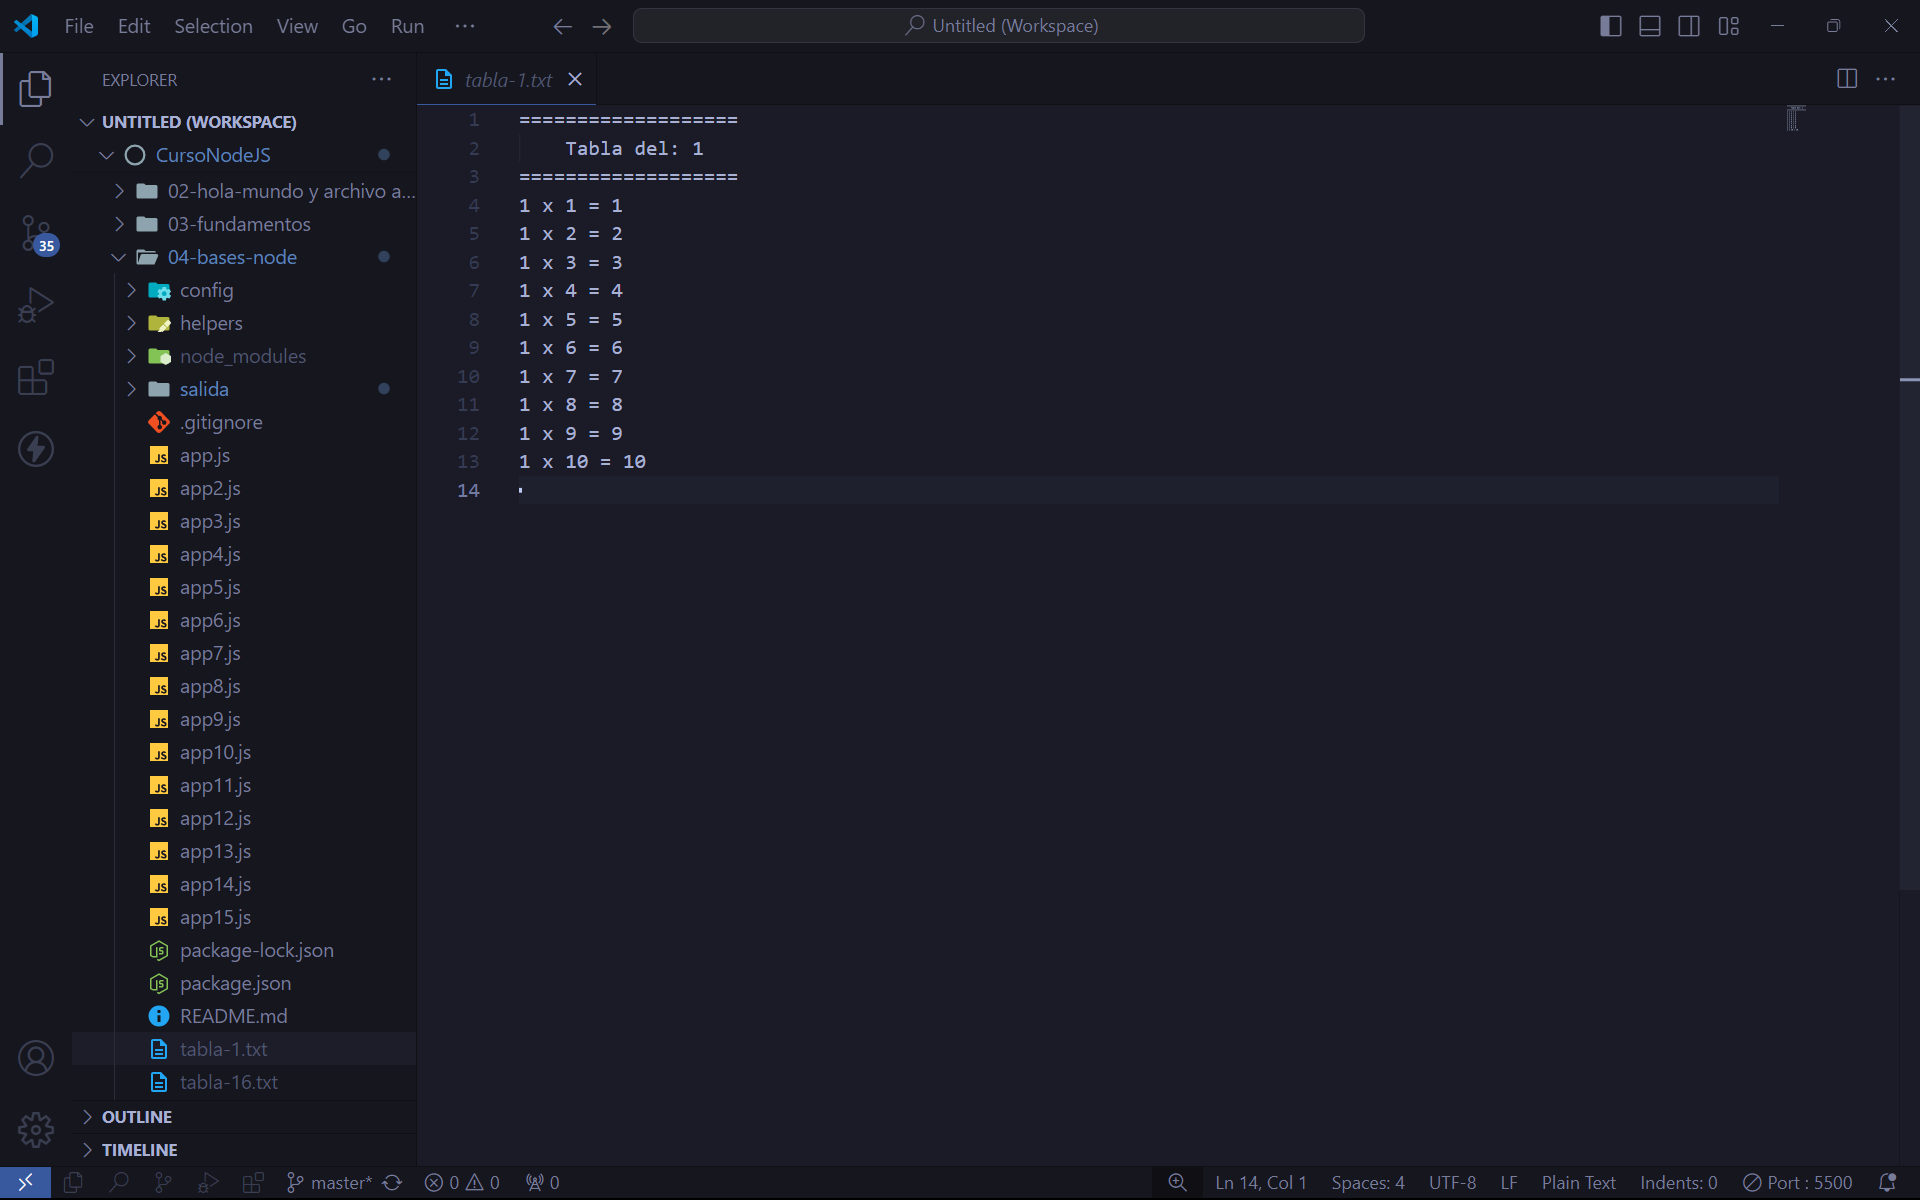 File Edit Selection View Go Run ··· Untitled (Workspace)
EXPLORER ···
UNTITLED (WORKSPACE)
CursoNodeJS
02-hola-mundo y archivo a...
03-fundamentos
04-bases-node
config
helpers
node_modules
salida
.gitignore
app.js
app2.js
app3.js
app4.js
app5.js
app6.js
app7.js
app8.js
app9.js
app10.js
app11.js
app12.js
app13.js
app14.js
app15.js
package-lock.json
package.json
README.md
tabla-1.txt
tabla-16.txt
OUTLINE
TIMELINE
35
tabla-1.txt
1 ===================
2     Tabla del: 1
3 ===================
4 1 x 1 = 1
5 1 x 2 = 2
6 1 x 3 = 3
7 1 x 4 = 4
8 1 x 5 = 5
9 1 x 6 = 6
10 1 x 7 = 7
11 1 x 8 = 8
12 1 x 9 = 9
13 1 x 10 = 10
14
master* 0 0 0 Ln 14, Col 1 Spaces: 4 UTF-8 LF Plain Text Indents: 0 Port : 5500